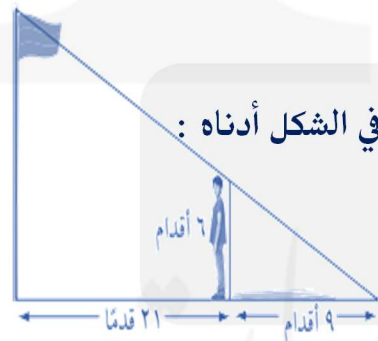 في الشكل أدناه :
٦ أقدام
٢١ قدمًا
٩ أقدام